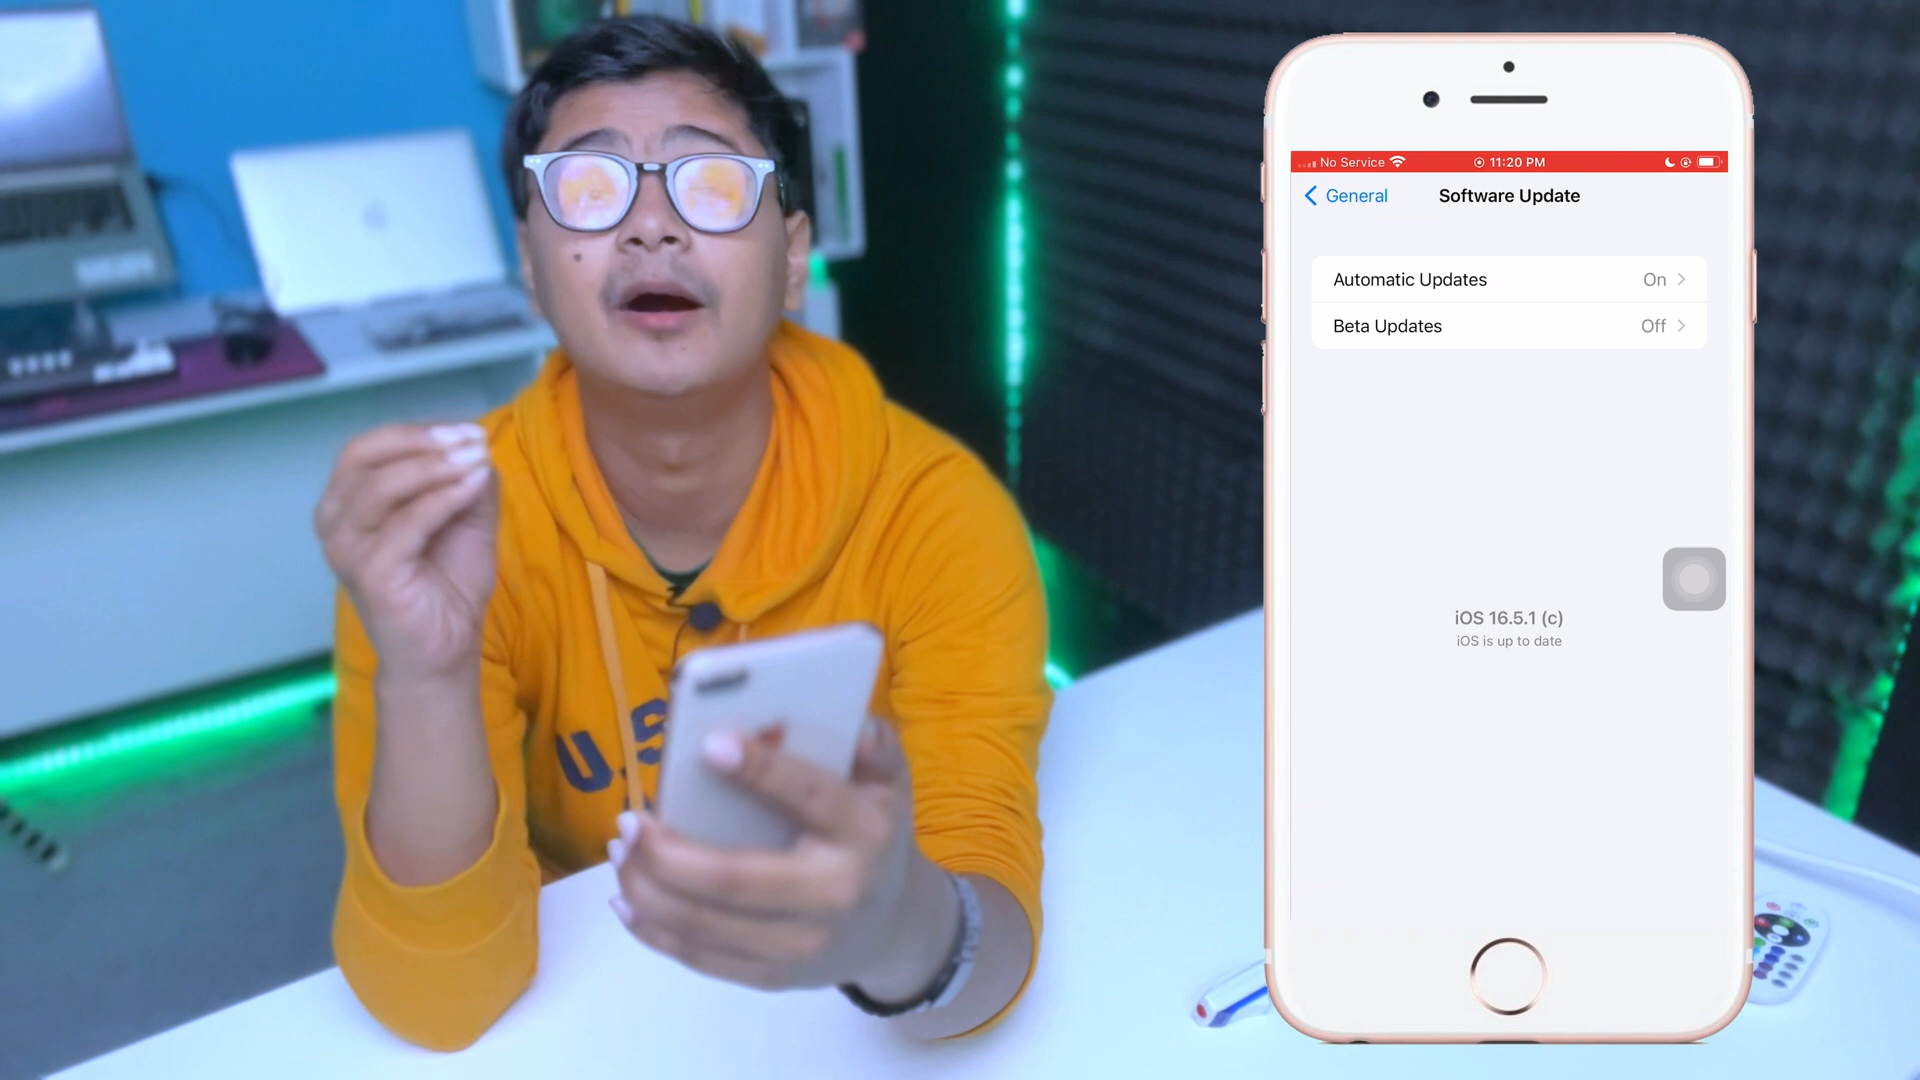 No Service 11:20 PM
General Software Update
Automatic Updates On
Beta Updates Off
iOS 16.5.1 (c)
iOS is up to date
U.S